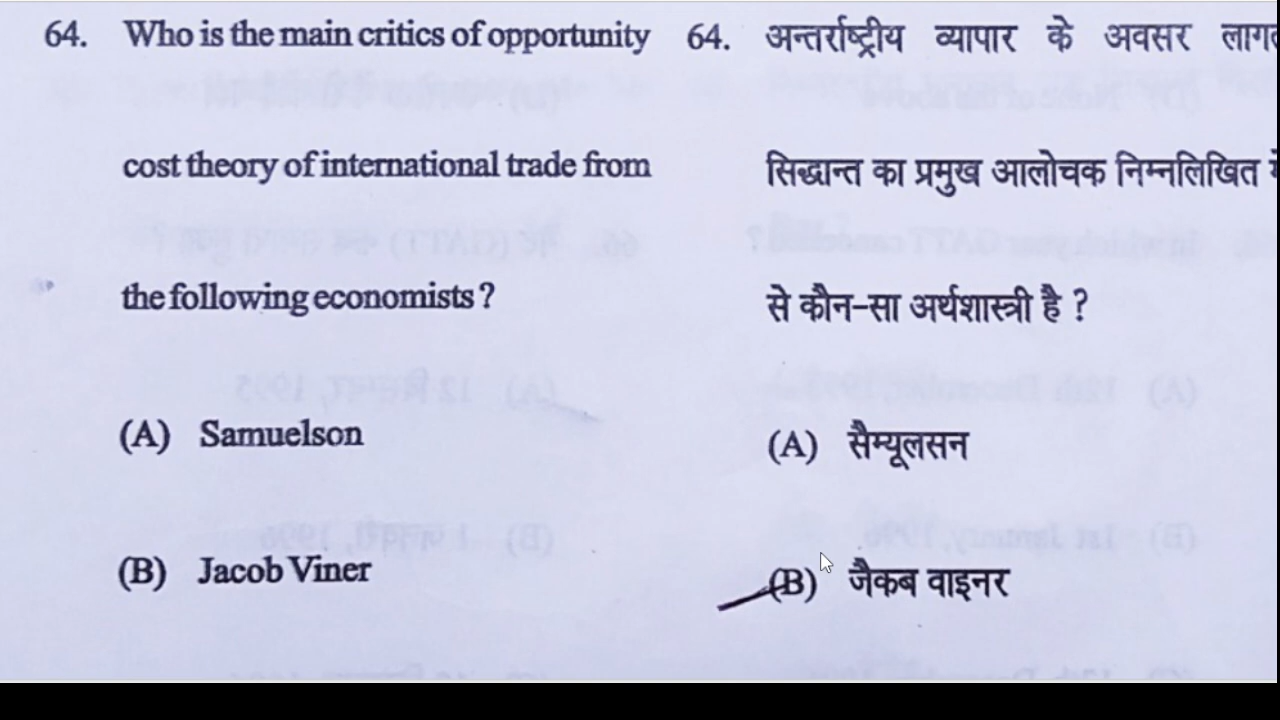 64. Who is the main critics of opportunity
cost theory of international trade from
the following economists ?
(A) Samuelson
(B) Jacob Viner
64. अन्तर्राष्ट्रीय व्यापार के अवसर
सिद्धान्त का प्रमुख आलोचक निम्नलिखित
से कौन-सा अर्थशास्त्री है ?
(A) सैम्यूलसन
(B) जैकब वाइनर